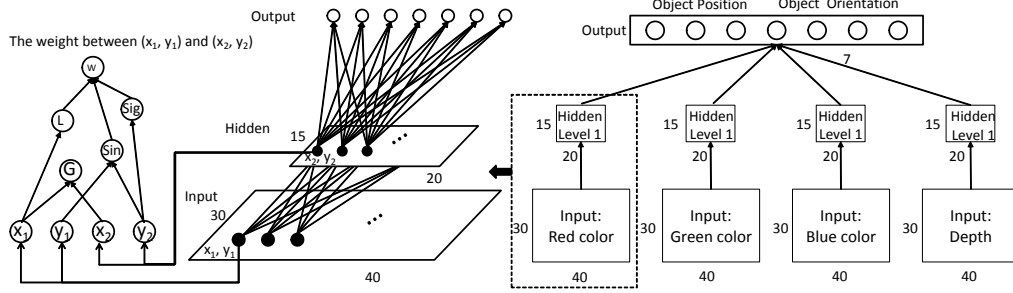 The weight between (x₁, y₁) and (x₂, y₂)
w
L
Sig
Sin
G
x₁
y₁
x₂
y₂
Output
Hidden
15
x₂, y₂
20
Input
30
x₁, y₁
40
Object Position
Object Orientation
Output
7
15
Hidden
Level 1
20
30
Input:
Red color
40
15
Hidden
Level 1
20
30
Input:
Green color
40
15
Hidden
Level 1
20
30
Input:
Blue color
40
15
Hidden
Level 1
20
30
Input:
Depth
40